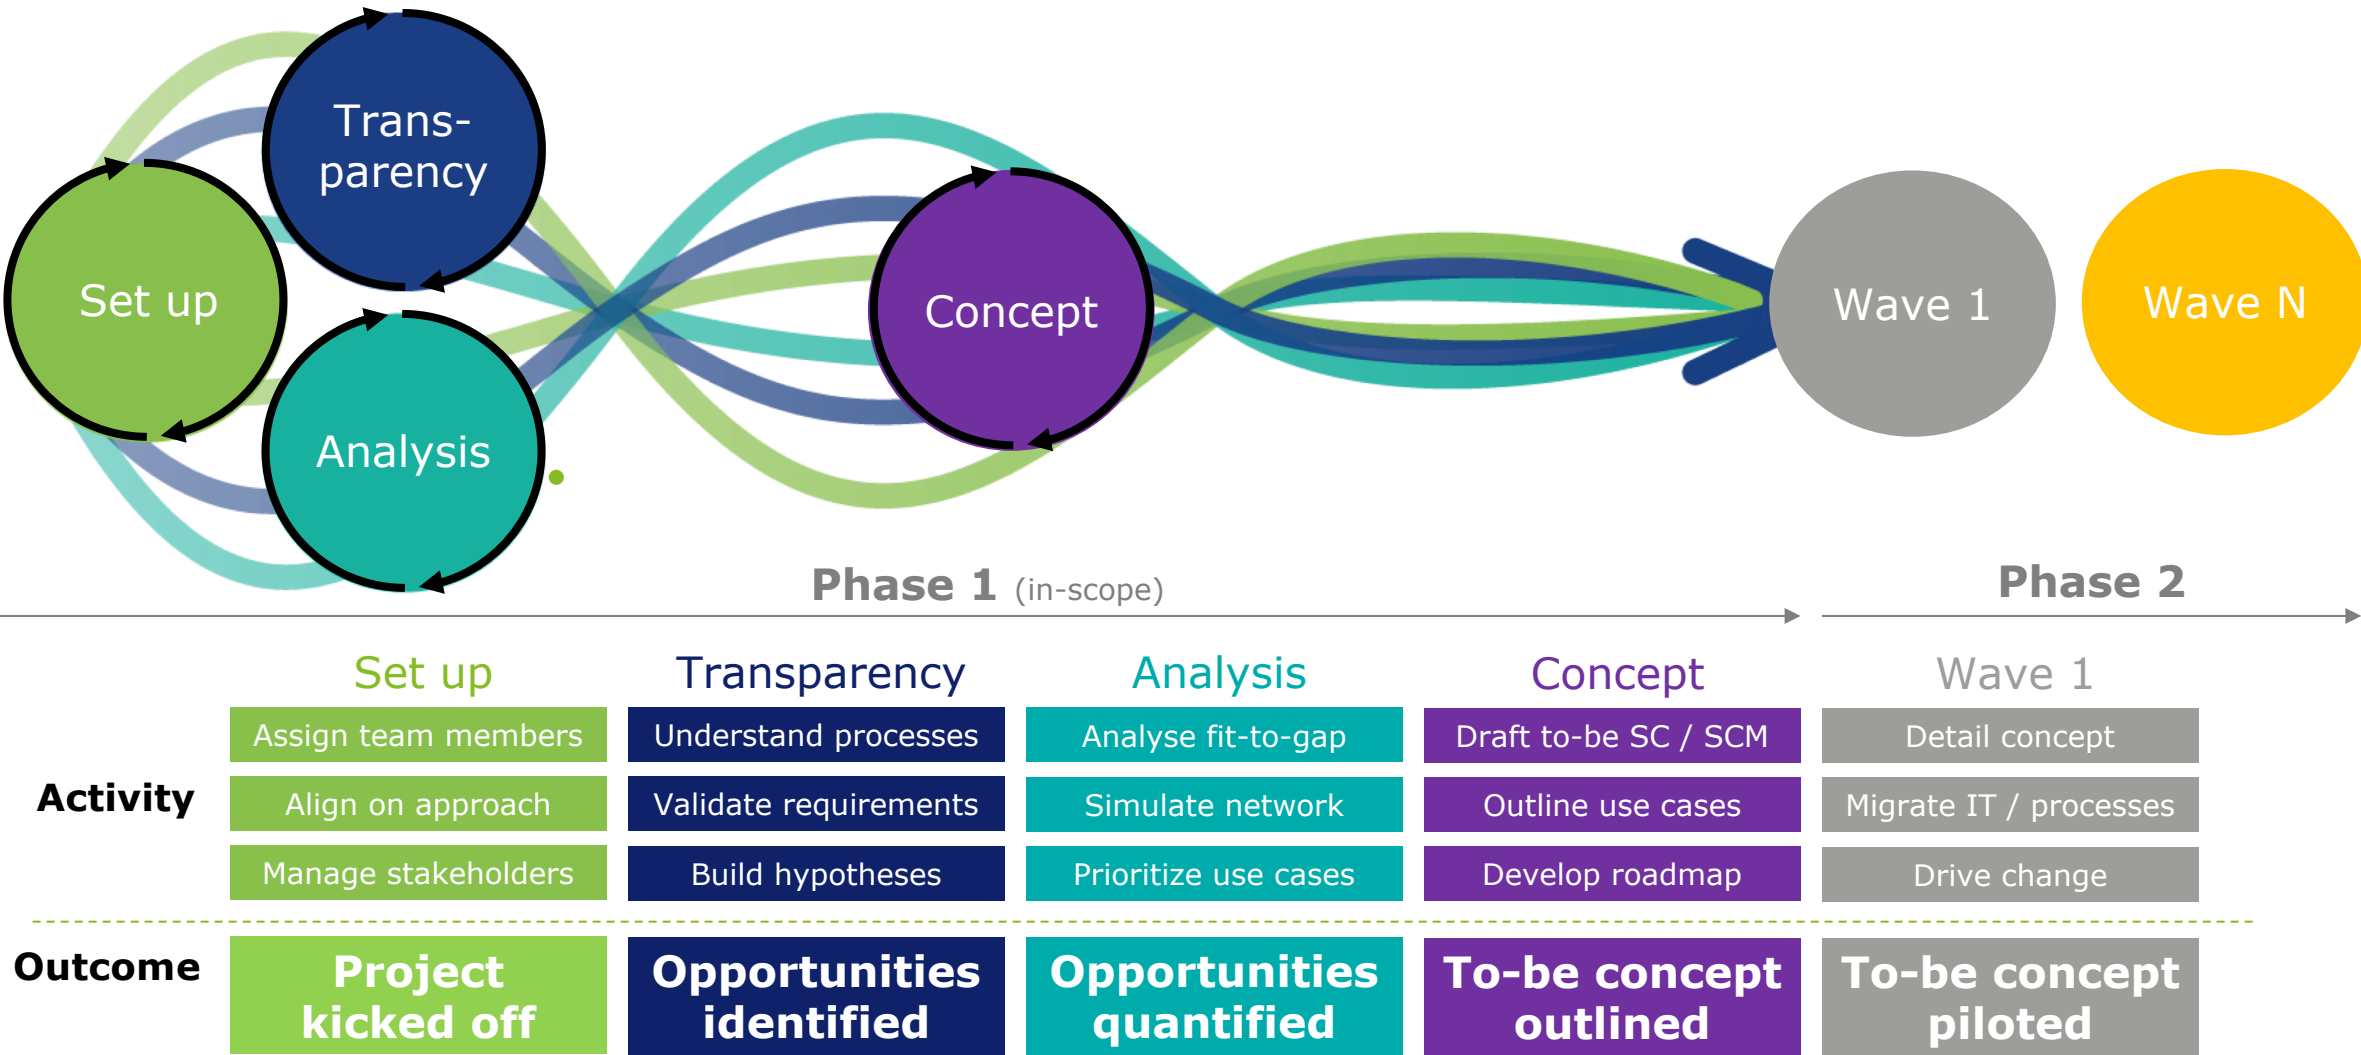 Trans-
parency
Set up
Concept
Wave 1
Wave N
Analysis
Phase 1 (in-scope)
Phase 2
Set up
Transparency
Analysis
Concept
Wave 1
Activity
Assign team members
Understand processes
Analyse fit-to-gap
Draft to-be SC / SCM
Detail concept
Align on approach
Validate requirements
Simulate network
Outline use cases
Migrate IT / processes
Manage stakeholders
Build hypotheses
Prioritize use cases
Develop roadmap
Drive change
Outcome
Project
kicked off
Opportunities
identified
Opportunities
quantified
To-be concept
outlined
To-be concept
piloted